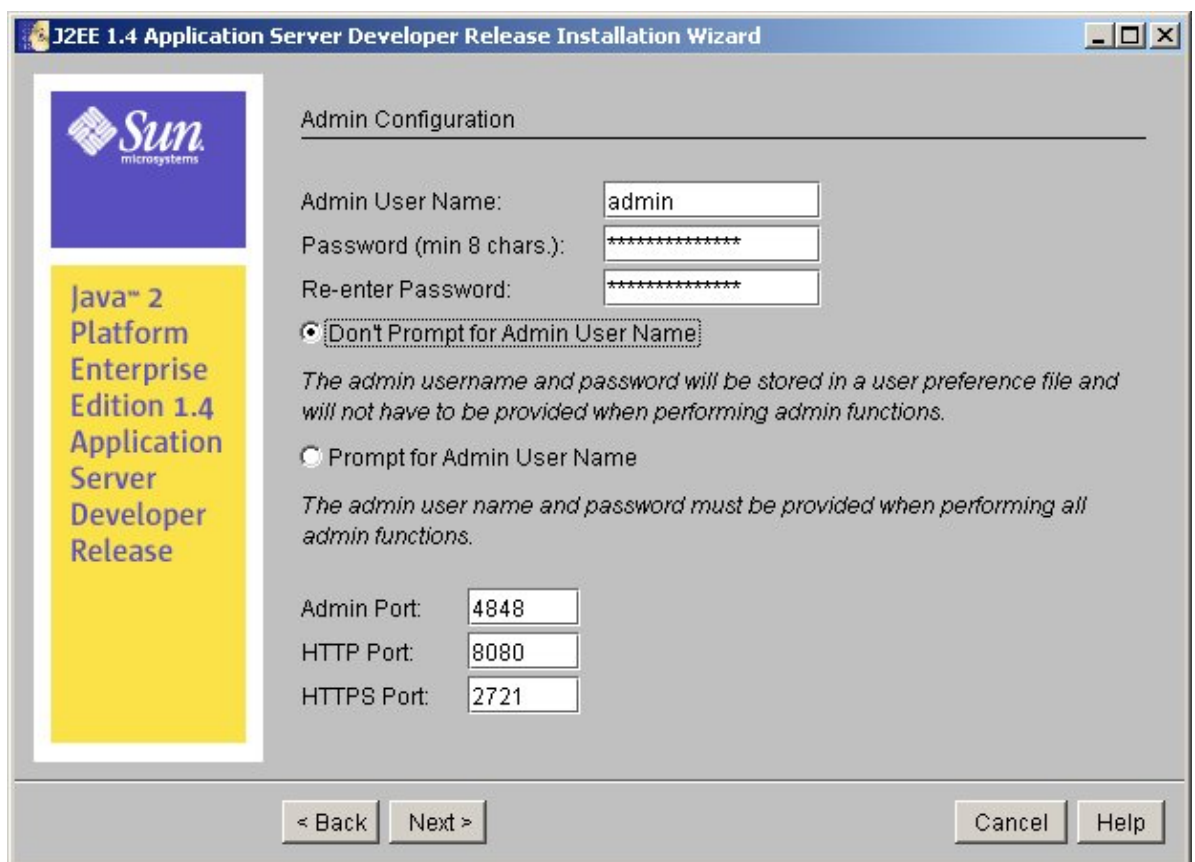 J2EE 1.4 Application Server Developer Release Installation Wizard
Sun
microsystems
Java™ 2
Platform
Enterprise
Edition 1.4
Application
Server
Developer
Release
Admin Configuration
Admin User Name: admin
Password (min 8 chars.): **************
Re-enter Password: **************
Don't Prompt for Admin User Name
The admin username and password will be stored in a user preference file and
will not have to be provided when performing admin functions.
Prompt for Admin User Name
The admin user name and password must be provided when performing all
admin functions.
Admin Port: 4848
HTTP Port: 8080
HTTPS Port: 2721
< Back Next > Cancel Help